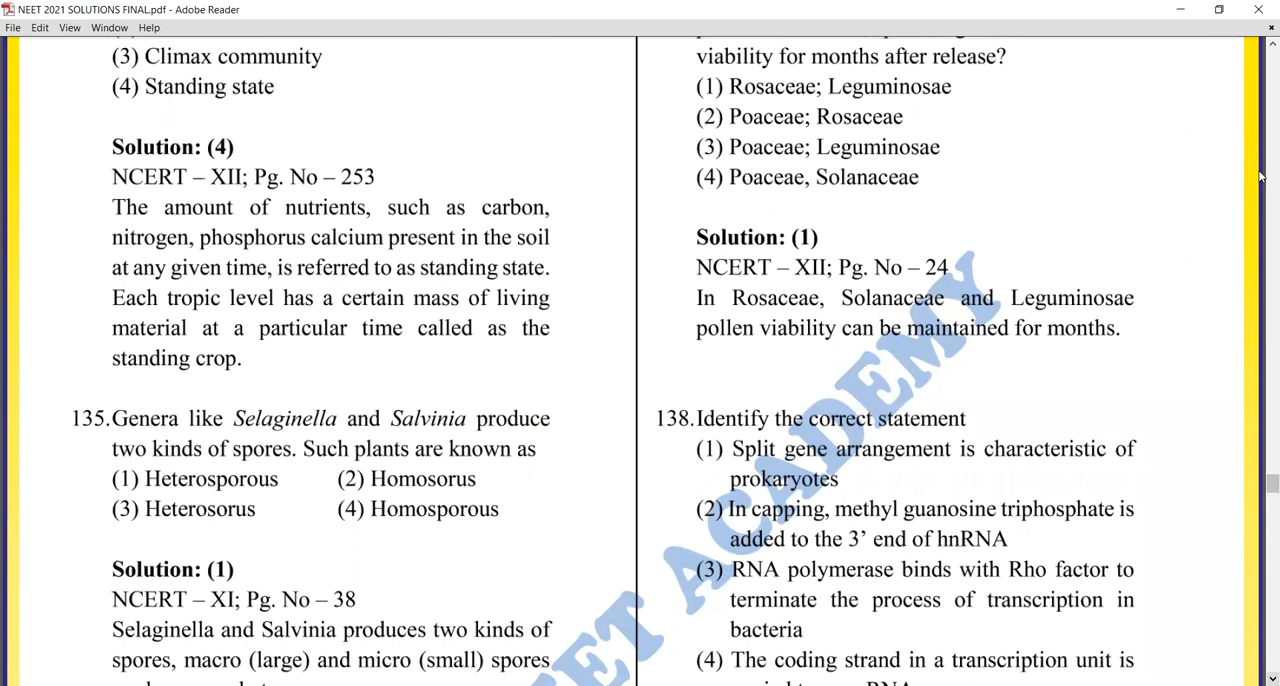 NEET 2021 SOLUTIONS FINAL.pdf - Adobe Reader
File Edit View Window Help
(3) Climax community
(4) Standing state
Solution: (4)
NCERT – XII; Pg. No – 253
The amount of nutrients, such as carbon,
nitrogen, phosphorus calcium present in the soil
at any given time, is referred to as standing state.
Each tropic level has a certain mass of living
material at a particular time called as the
standing crop.
135.Genera like Selaginella and Salvinia produce
two kinds of spores. Such plants are known as
(1) Heterosporous (2) Homosorus
(3) Heterosorus (4) Homosporous
Solution: (1)
NCERT – XI; Pg. No – 38
Selaginella and Salvinia produces two kinds of
spores, macro (large) and micro (small) spores
viability for months after release?
(1) Rosaceae; Leguminosae
(2) Poaceae; Rosaceae
(3) Poaceae; Leguminosae
(4) Poaceae, Solanaceae
Solution: (1)
NCERT – XII; Pg. No – 24
In Rosaceae, Solanaceae and Leguminosae
pollen viability can be maintained for months.
138.Identify the correct statement
(1) Split gene arrangement is characteristic of
prokaryotes
(2) In capping, methyl guanosine triphosphate is
added to the 3’ end of hnRNA
(3) RNA polymerase binds with Rho factor to
terminate the process of transcription in
bacteria
(4) The coding strand in a transcription unit is
ET ACADEMY